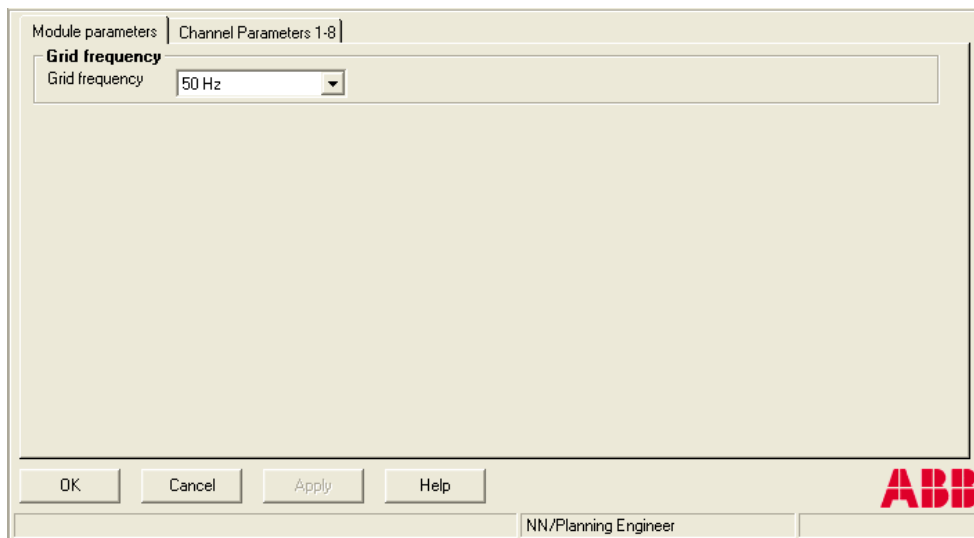 Module parameters Channel Parameters 1-8
Grid frequency
Grid frequency 50 Hz
OK Cancel Apply Help
ABB
NN/Planning Engineer